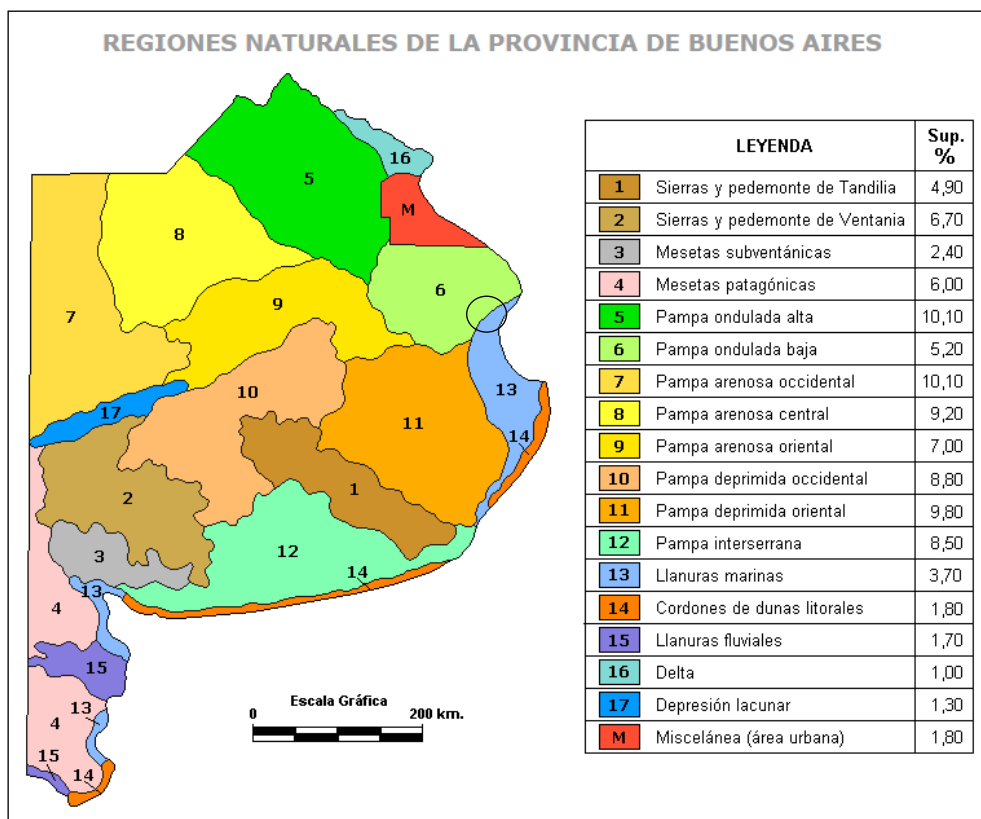 REGIONES NATURALES DE LA PROVINCIA DE BUENOS AIRES
16
5
M
8
6
9
7
13
10
17
11
14
1
2
12
3
14
13
4
15
13
4
15
14
Escala Gráfica
0 200 km.
LEYENDA Sup. %
1 Sierras y pedemonte de Tandilia 4,90
2 Sierras y pedemonte de Ventania 6,70
3 Mesetas subventánicas 2,40
4 Mesetas patagónicas 6,00
5 Pampa ondulada alta 10,10
6 Pampa ondulada baja 5,20
7 Pampa arenosa occidental 10,10
8 Pampa arenosa central 9,20
9 Pampa arenosa oriental 7,00
10 Pampa deprimida occidental 8,80
11 Pampa deprimida oriental 9,80
12 Pampa interserrana 8,50
13 Llanuras marinas 3,70
14 Cordones de dunas litorales 1,80
15 Llanuras fluviales 1,70
16 Delta 1,00
17 Depresión lacunar 1,30
M Miscelánea (área urbana) 1,80